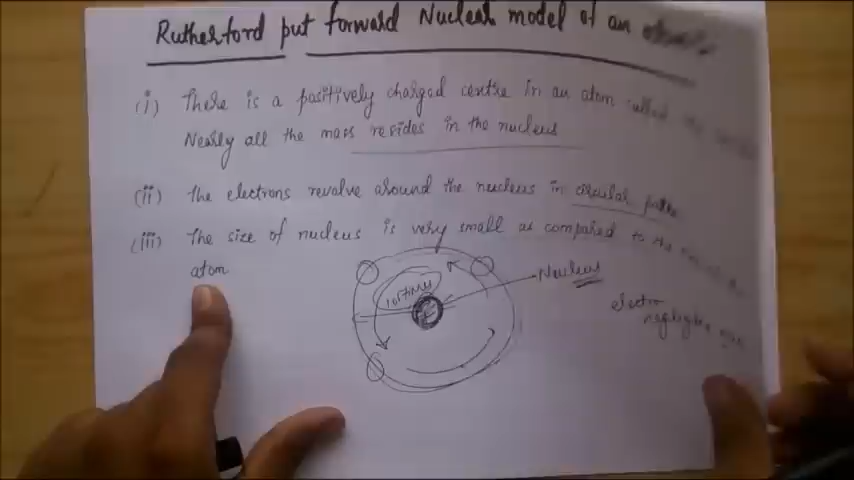 Rutherford put forward Nuclear model of an
(i) There is a positively charged centre in an atom called the
Nearly all the mass resides in the nucleus
(ii) The electrons revolve around the nucleus in circular paths
(iii) The size of nucleus is very small as compared to the
atom
Nucleus
electron
negligible